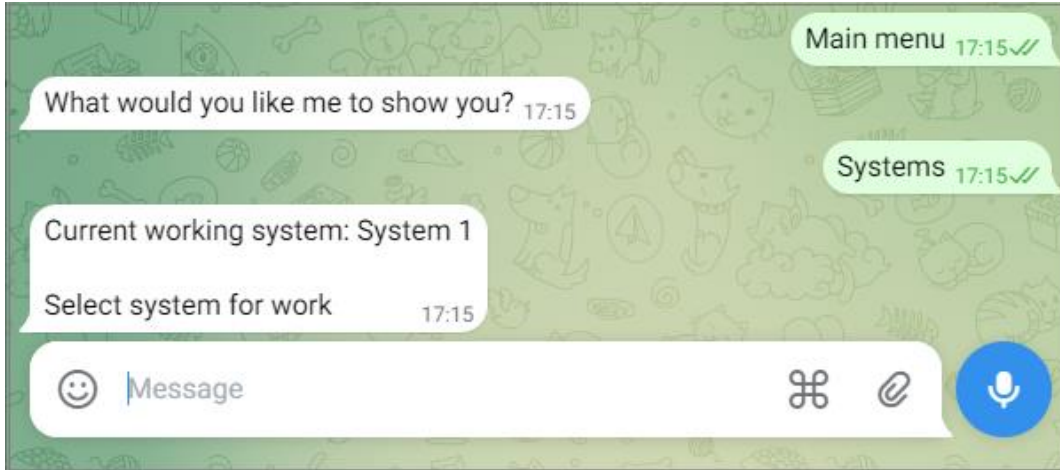 Main menu 17:15
What would you like me to show you? 17:15
Systems 17:15
Current working system: System 1
Select system for work 17:15
Message